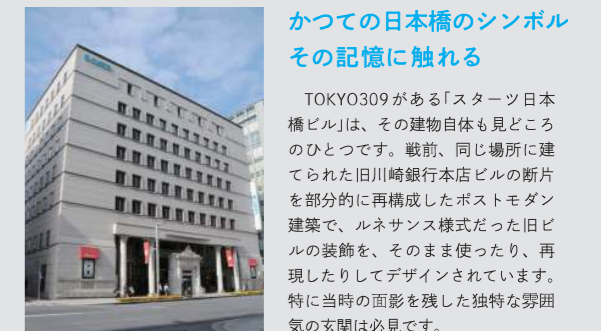 かつての日本橋のシンボル
その記憶に触れる
TOKYO309がある｢スターツ日本
橋ビル｣は、その建物自体も見どころ
のひとつです。戦前、同じ場所に建
てられた旧川崎銀行本店ビルの断片
を部分的に再構成したポストモダン
建築で、ルネサンス様式だった旧ビ
ルの装飾を、そのまま使ったり、再
現したりしてデザインされています。
特に当時の面影を残した独特な雰囲
気の玄関は必見です。